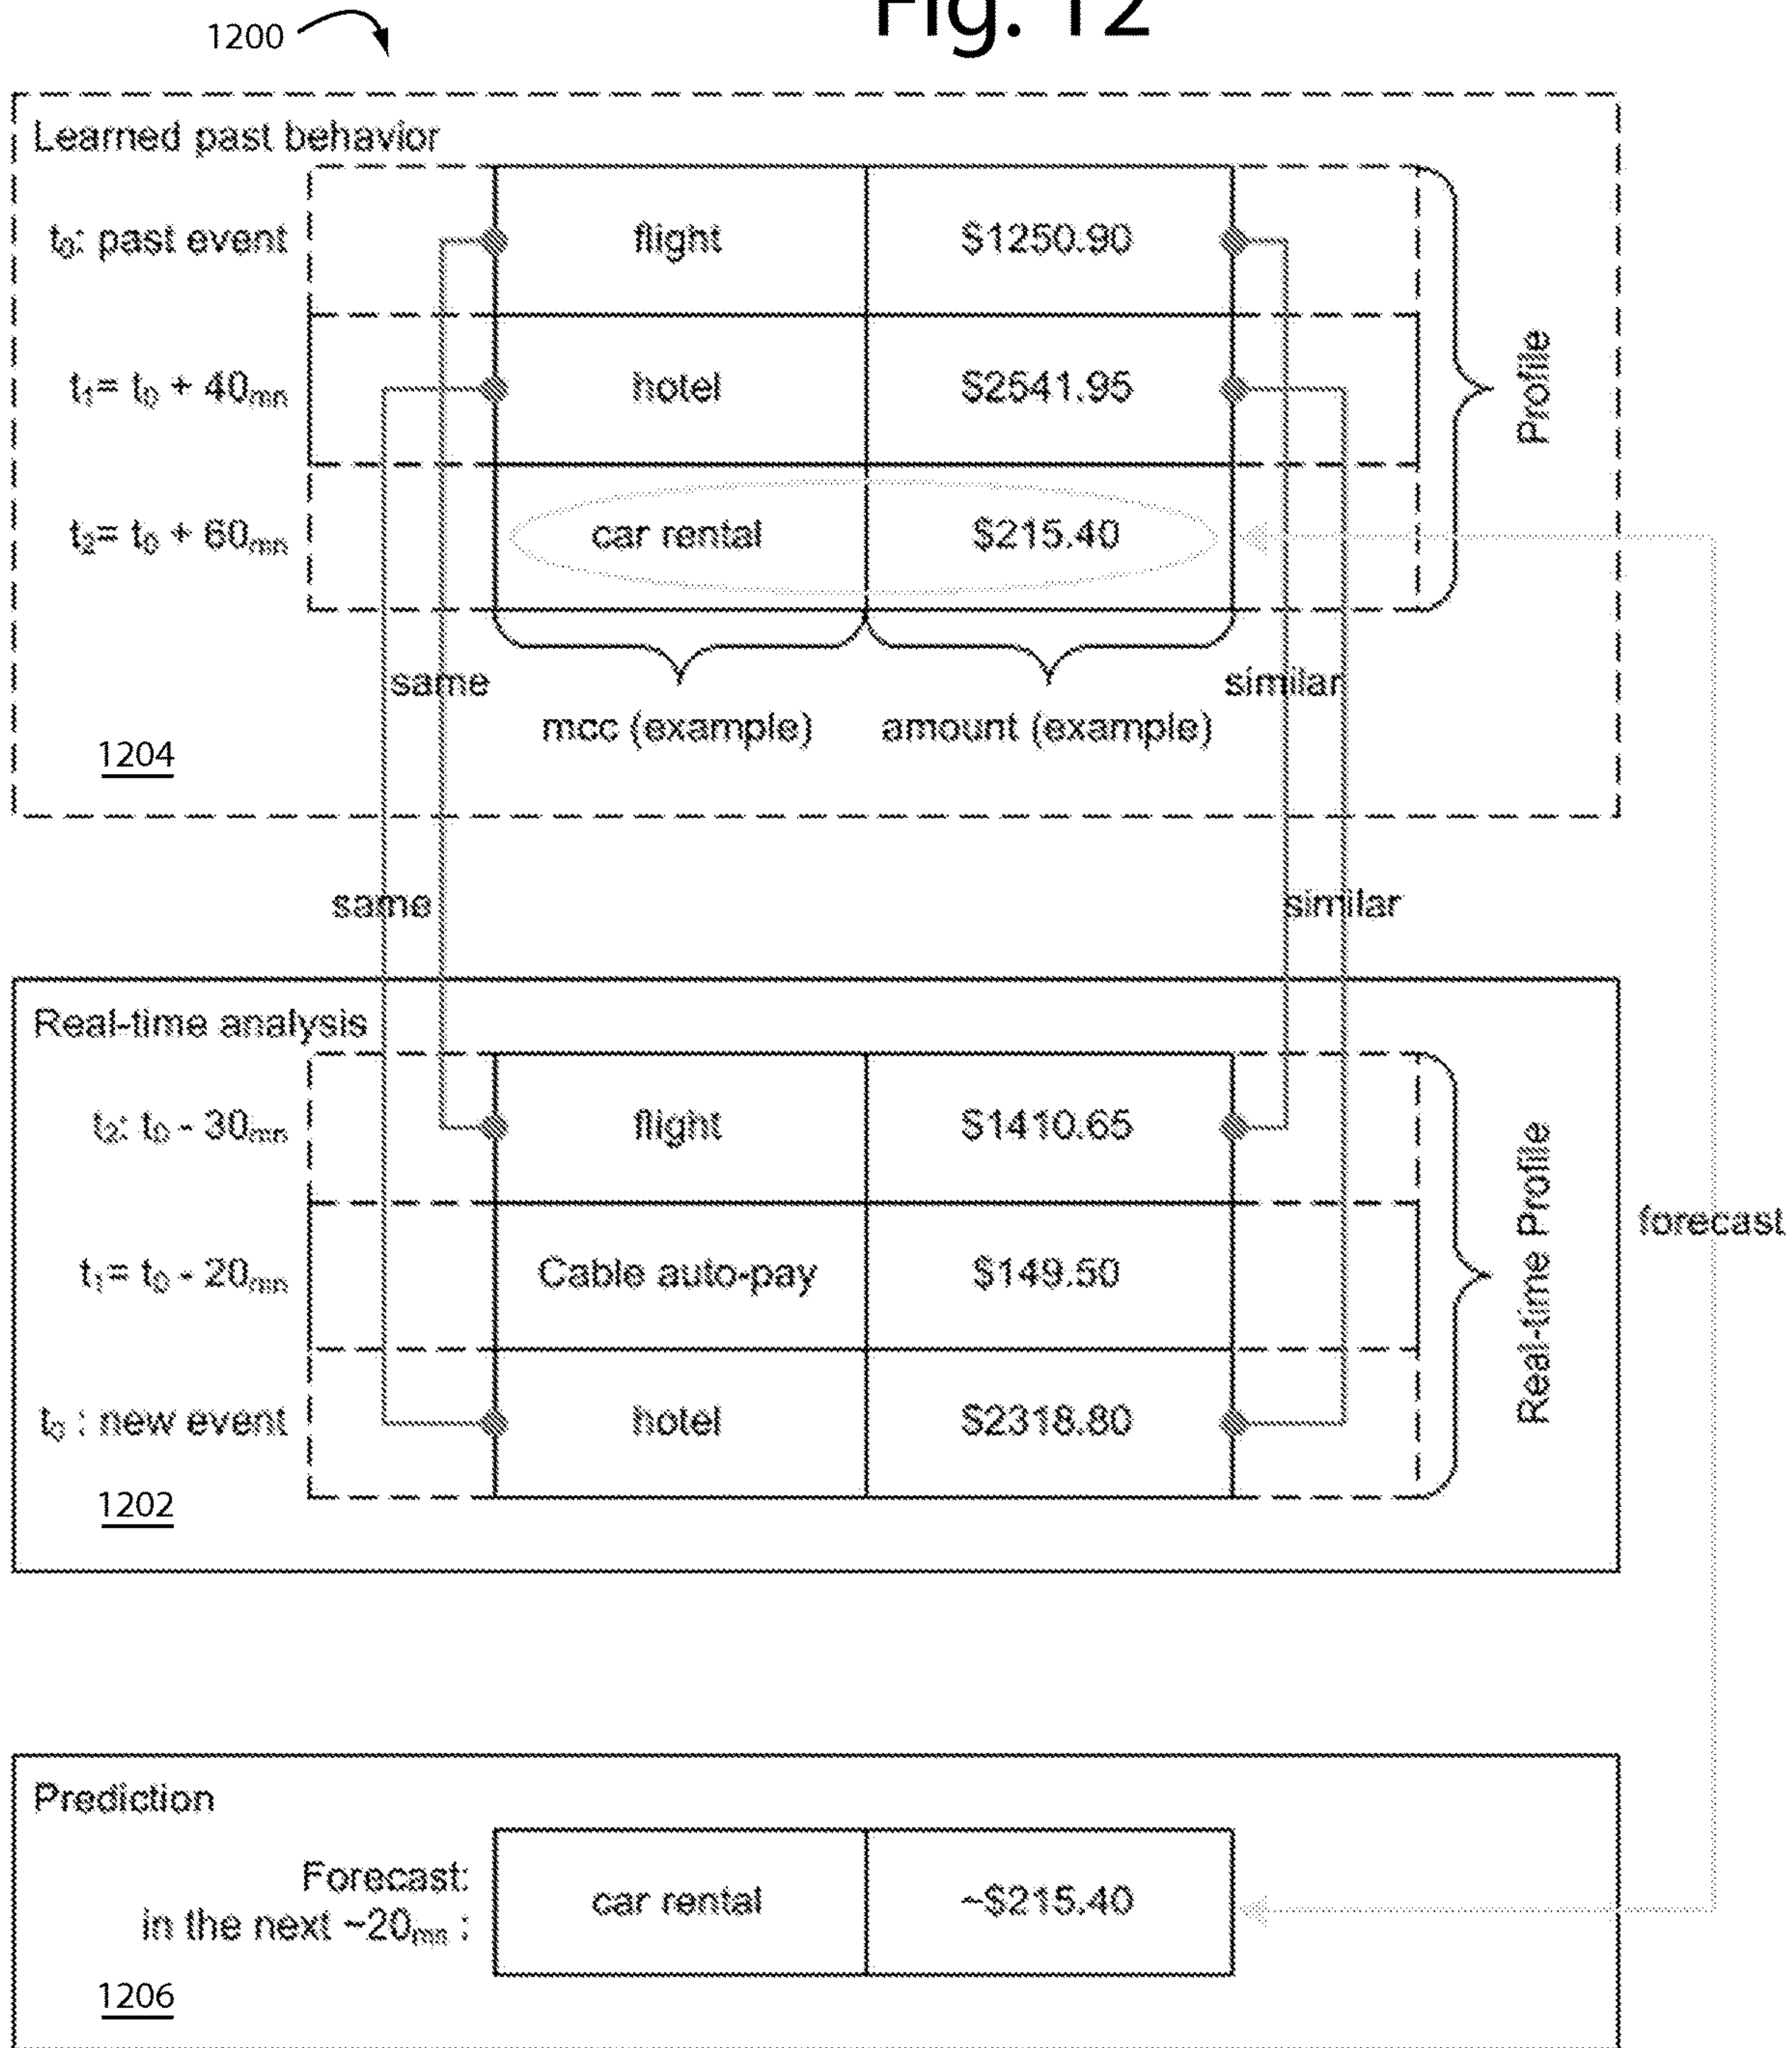 Fig. 12
1200
Learned past behavior
t₀: past event flight $1250.90
t₁= t₀ + 40mn hotel $2541.95
t₂= t₀ + 60mn car rental $215.40
Profile
same similar
mcc (example) amount (example)
1204
same similar
Real-time analysis
t₂: t₀ - 30mn flight $1410.65
t₁= t₀ - 20mn Cable auto-pay $149.50
t₀ : new event hotel $2318.80
Real-time Profile
forecast
1202
Prediction
Forecast:
in the next ~20mn : car rental ~$215.40
1206